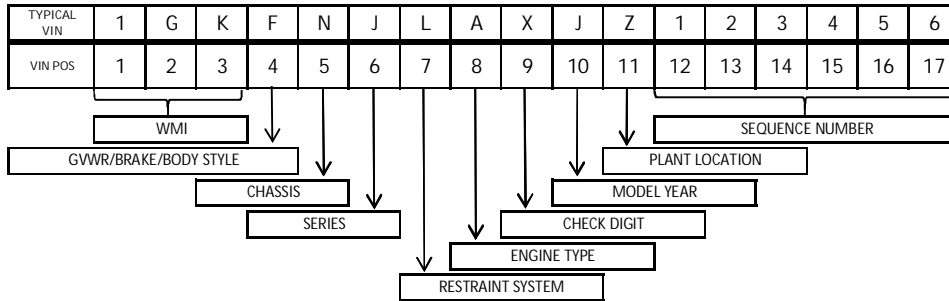 TYPICAL VIN 1 G K F N J L A X J Z 1 2 3 4 5 6
VIN POS 1 2 3 4 5 6 7 8 9 10 11 12 13 14 15 16 17
WMI SEQUENCE NUMBER
GVWR/BRAKE/BODY STYLE PLANT LOCATION
CHASSIS MODEL YEAR
SERIES CHECK DIGIT
ENGINE TYPE
RESTRAINT SYSTEM